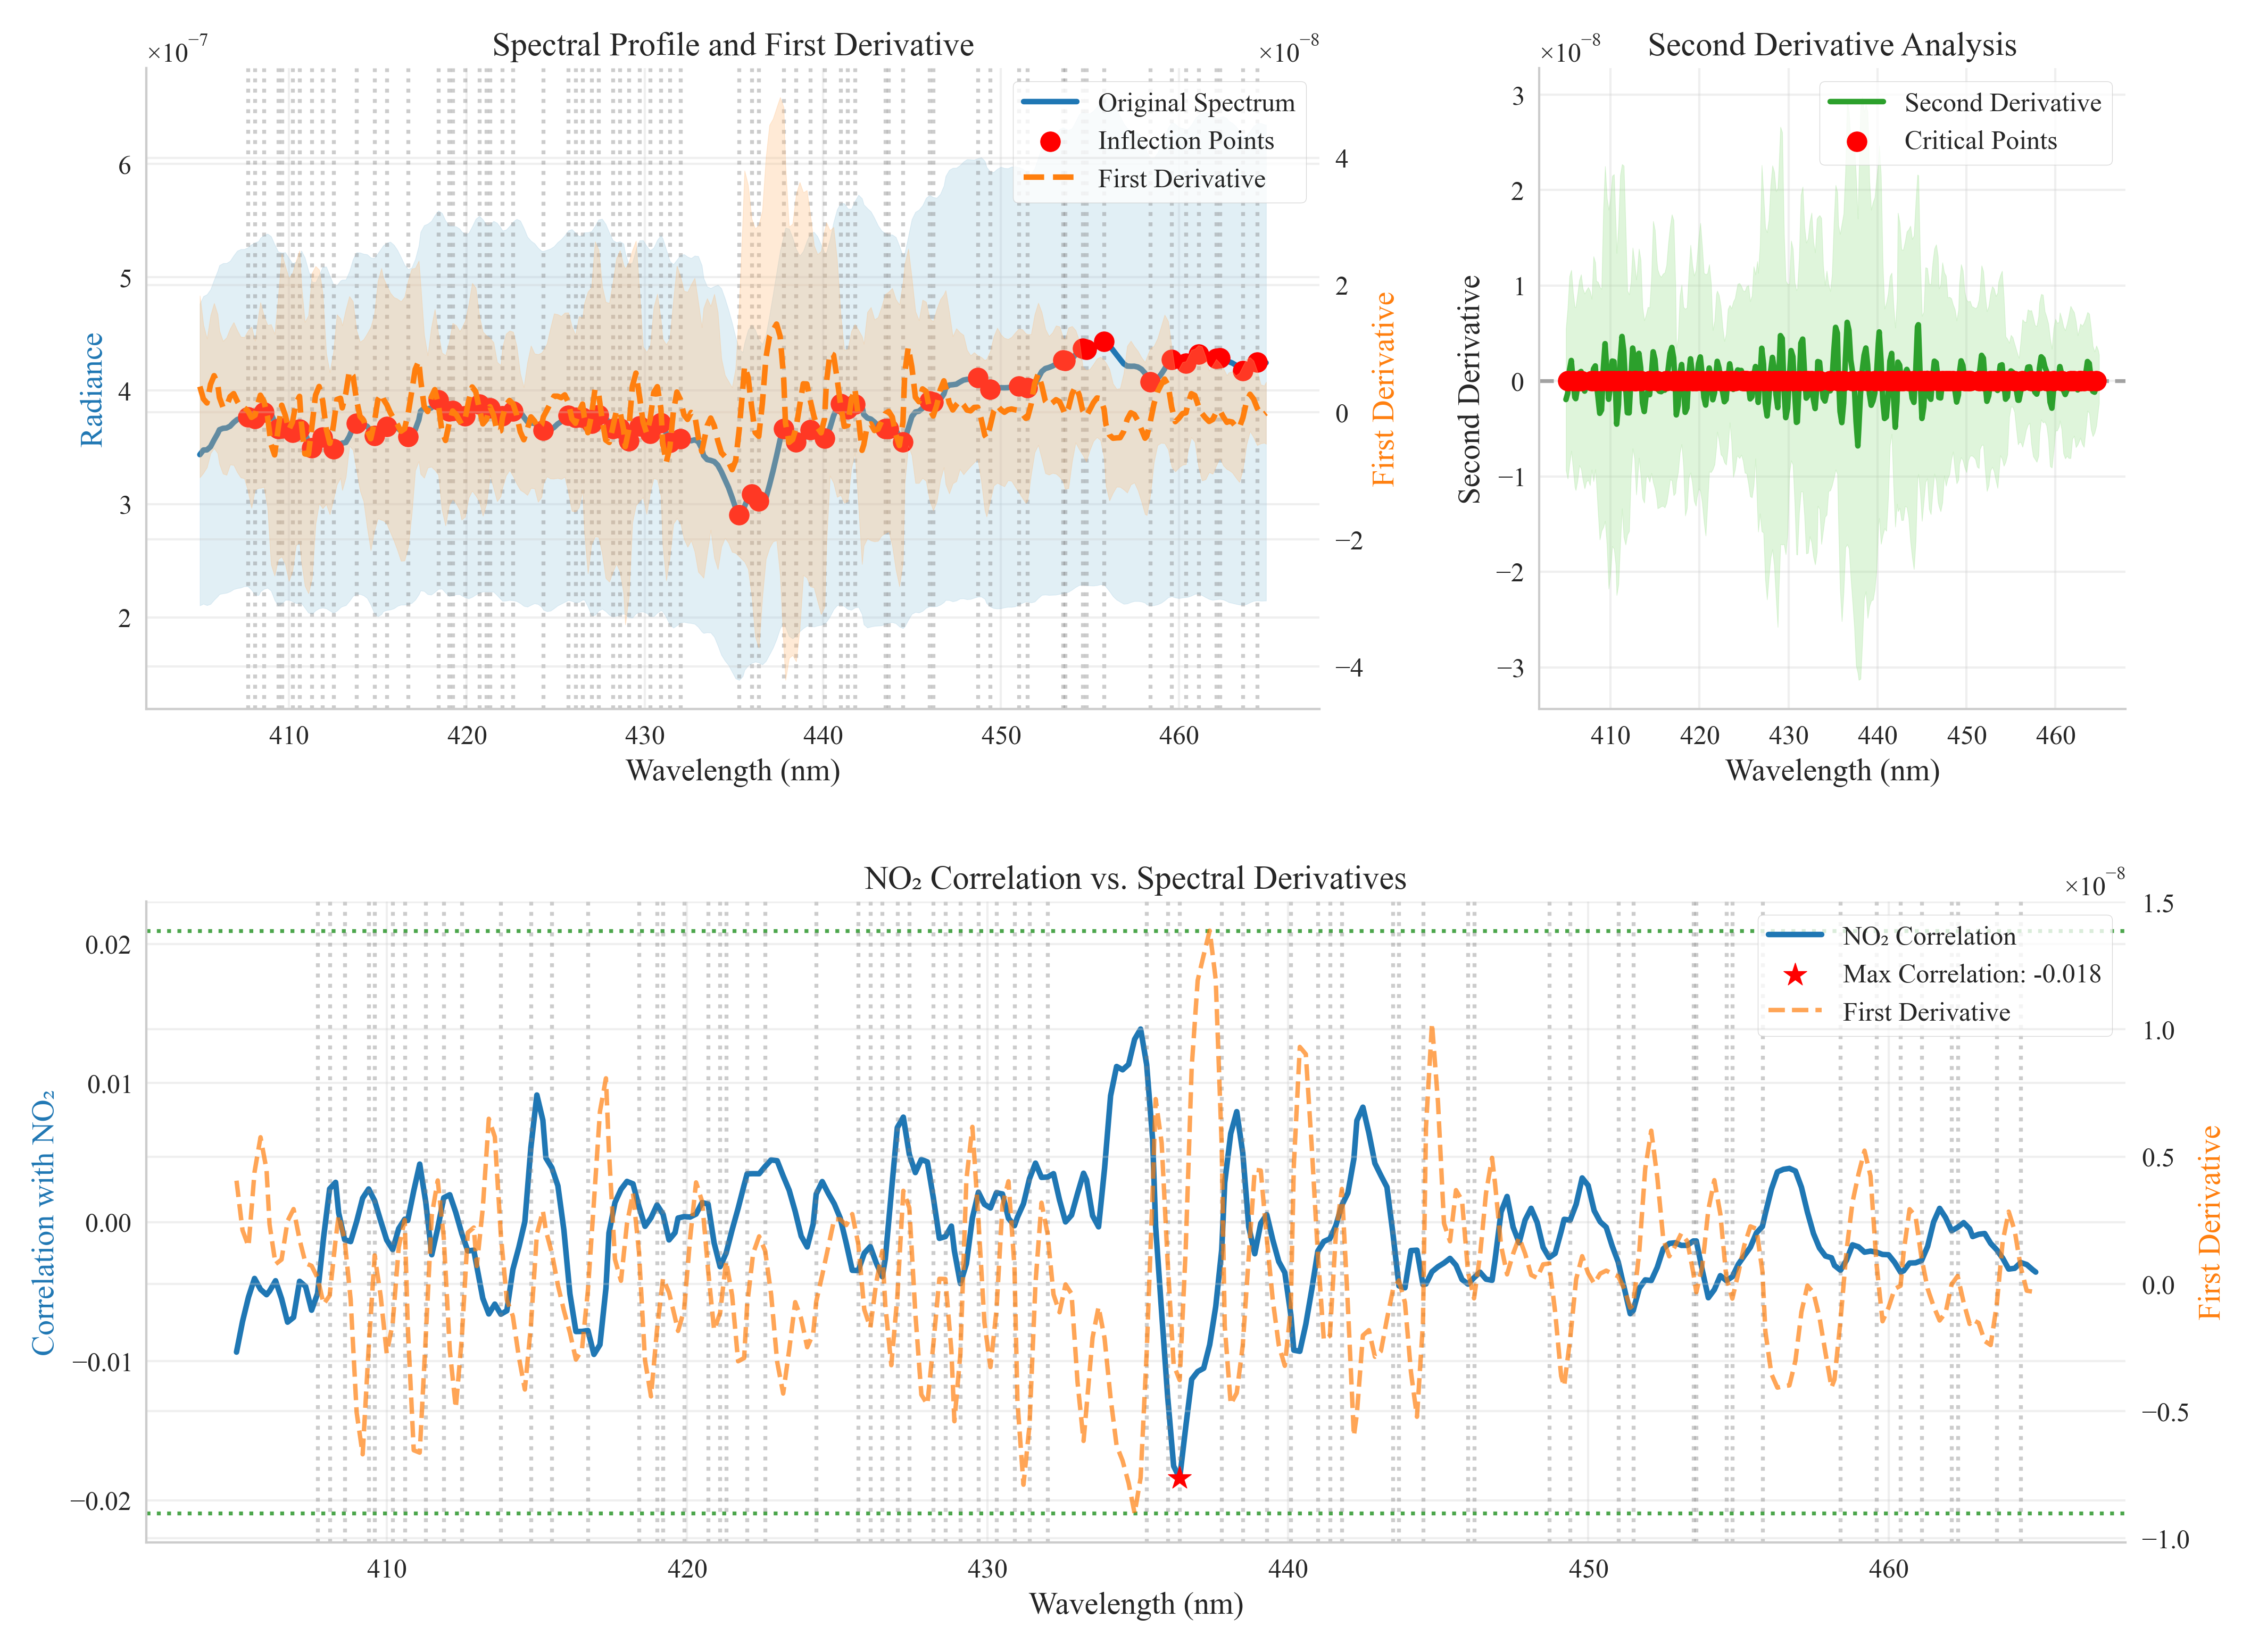 Spectral Profile and First Derivative
×10⁻⁷
×10⁻⁸
Original Spectrum
Inflection Points
First Derivative
6
5
4
3
2
Radiance
4
2
0
−2
−4
First Derivative
410
420
430
440
450
460
Wavelength (nm)
Second Derivative Analysis
×10⁻⁸
Second Derivative
Critical Points
3
2
1
0
−1
−2
−3
Second Derivative
410
420
430
440
450
460
Wavelength (nm)
NO₂ Correlation vs. Spectral Derivatives
×10⁻⁸
NO₂ Correlation
Max Correlation: -0.018
First Derivative
0.02
0.01
0.00
−0.01
−0.02
Correlation with NO₂
1.5
1.0
0.5
0.0
−0.5
−1.0
First Derivative
410
420
430
440
450
460
Wavelength (nm)